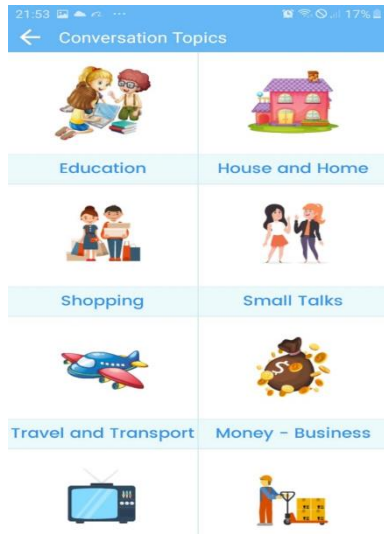 21:53 ... 17%
Conversation Topics
Education House and Home
Shopping Small Talks
Travel and Transport Money - Business